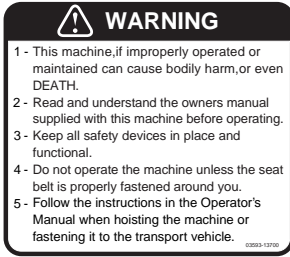 WARNING
1 - This machine,if improperly operated or
maintained can cause bodily harm,or even
DEATH.
2 - Read and understand the owners manual
supplied with this machine before operating.
3 - Keep all safety devices in place and
functional.
4 - Do not operate the machine unless the seat
belt is properly fastened around you.
5 - Follow the instructions in the Operator's
Manual when hoisting the machine or
fastening it to the transport vehicle.
03593-13700